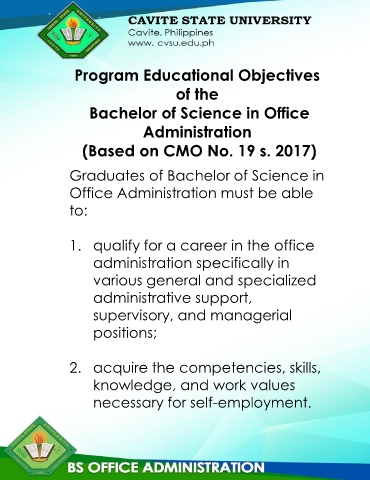 CAVITE STATE UNIVERSITY
Cavite, Philippines
www. cvsu.edu.ph
Program Educational Objectives
of the
Bachelor of Science in Office
Administration
(Based on CMO No. 19 s. 2017)
Graduates of Bachelor of Science in
Office Administration must be able
to:
1. qualify for a career in the office
administration specifically in
various general and specialized
administrative support,
supervisory, and managerial
positions;
2. acquire the competencies, skills,
knowledge, and work values
necessary for self-employment.
BS OFFICE ADMINISTRATION